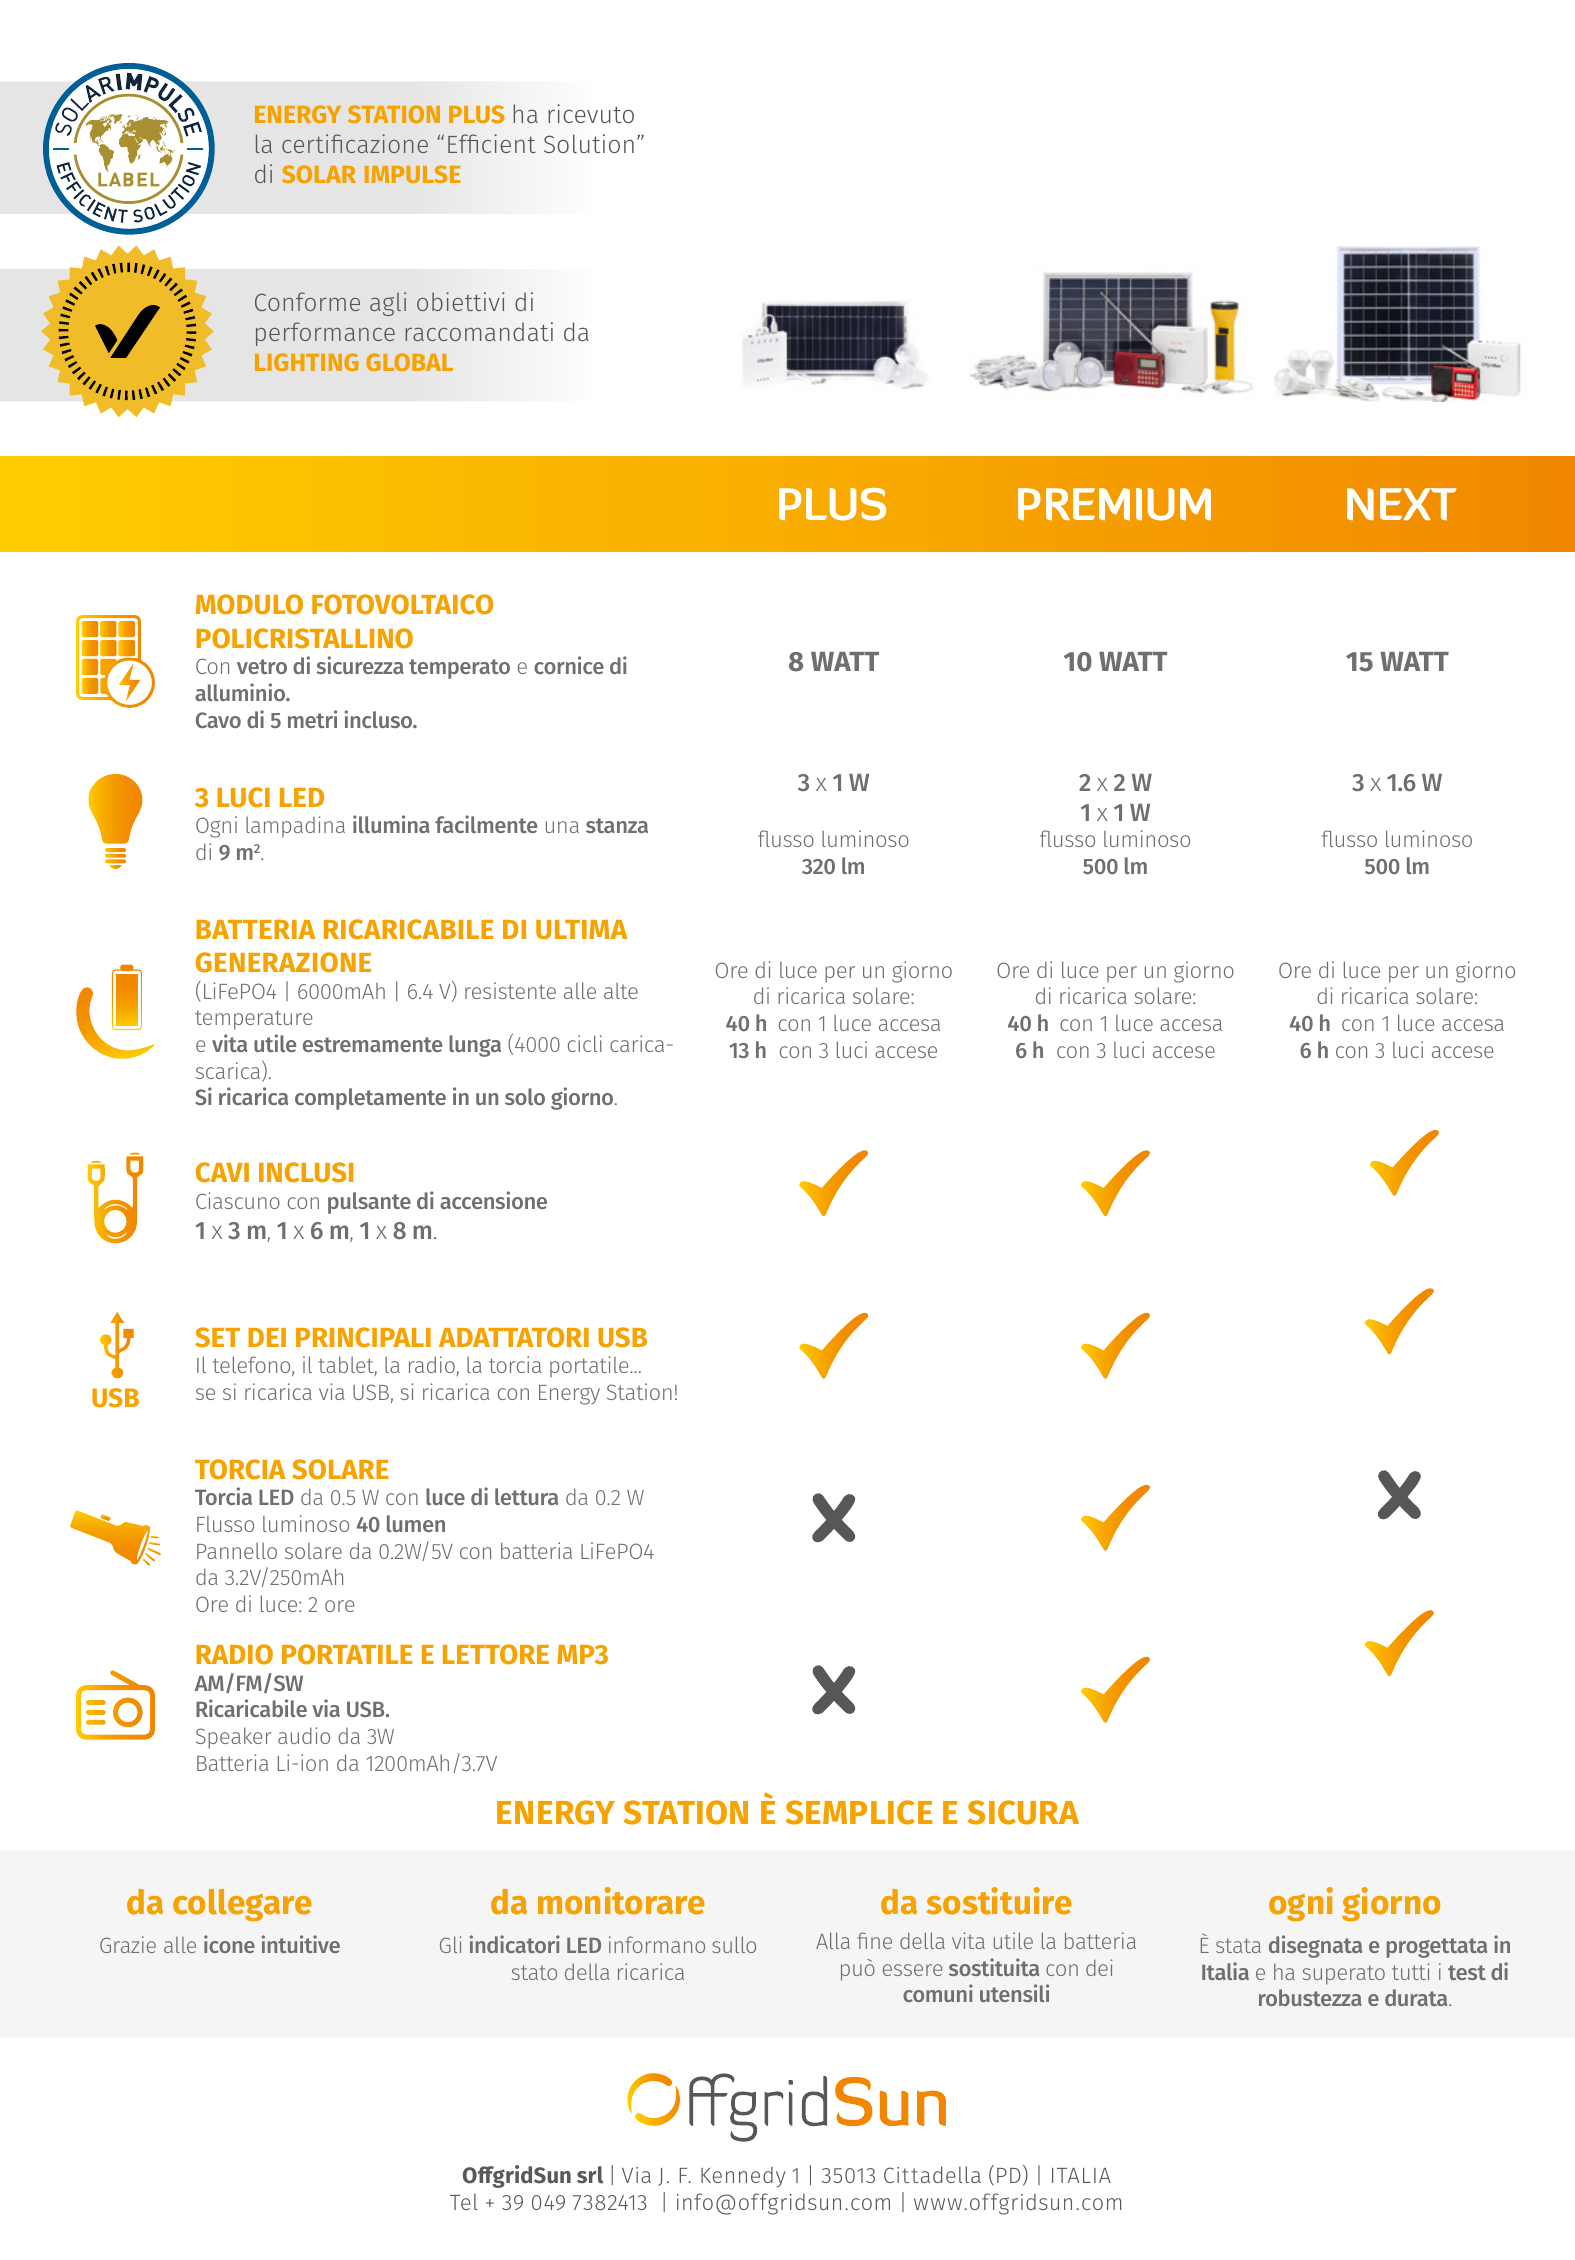 SOLARIMPULSE
LABEL
EFFICIENT SOLUTION
ENERGY STATION PLUS ha ricevuto
la certificazione “Efficient Solution”
di SOLAR IMPULSE
Conforme agli obiettivi di
performance raccomandati da
LIGHTING GLOBAL
PLUS PREMIUM NEXT
MODULO FOTOVOLTAICO
POLICRISTALLINO
Con vetro di sicurezza temperato e cornice di
alluminio.
Cavo di 5 metri incluso.
8 WATT 10 WATT 15 WATT
3 LUCI LED
Ogni lampadina illumina facilmente una stanza
di 9 m².
3 x 1 W
flusso luminoso
320 lm
2 x 2 W
1 x 1 W
flusso luminoso
500 lm
3 x 1.6 W
flusso luminoso
500 lm
BATTERIA RICARICABILE DI ULTIMA
GENERAZIONE
(LiFePO4 | 6000mAh | 6.4 V) resistente alle alte
temperature
e vita utile estremamente lunga (4000 cicli carica-
scarica).
Si ricarica completamente in un solo giorno.
Ore di luce per un giorno
di ricarica solare:
40 h con 1 luce accesa
13 h con 3 luci accese
Ore di luce per un giorno
di ricarica solare:
40 h con 1 luce accesa
6 h con 3 luci accese
Ore di luce per un giorno
di ricarica solare:
40 h con 1 luce accesa
6 h con 3 luci accese
CAVI INCLUSI
Ciascuno con pulsante di accensione
1 x 3 m, 1 x 6 m, 1 x 8 m.
USB
SET DEI PRINCIPALI ADATTATORI USB
Il telefono, il tablet, la radio, la torcia portatile...
se si ricarica via USB, si ricarica con Energy Station!
TORCIA SOLARE
Torcia LED da 0.5 W con luce di lettura da 0.2 W
Flusso luminoso 40 lumen
Pannello solare da 0.2W/5V con batteria LiFePO4
da 3.2V/250mAh
Ore di luce: 2 ore
RADIO PORTATILE E LETTORE MP3
AM/FM/SW
Ricaricabile via USB.
Speaker audio da 3W
Batteria Li-ion da 1200mAh/3.7V
ENERGY STATION È SEMPLICE E SICURA
da collegare
Grazie alle icone intuitive
da monitorare
Gli indicatori LED informano sullo
stato della ricarica
da sostituire
Alla fine della vita utile la batteria
può essere sostituita con dei
comuni utensili
ogni giorno
È stata disegnata e progettata in
Italia e ha superato tutti i test di
robustezza e durata.
OffgridSun
OffgridSun srl | Via J. F. Kennedy 1 | 35013 Cittadella (PD) | ITALIA
Tel + 39 049 7382413 | info@offgridsun.com | www.offgridsun.com